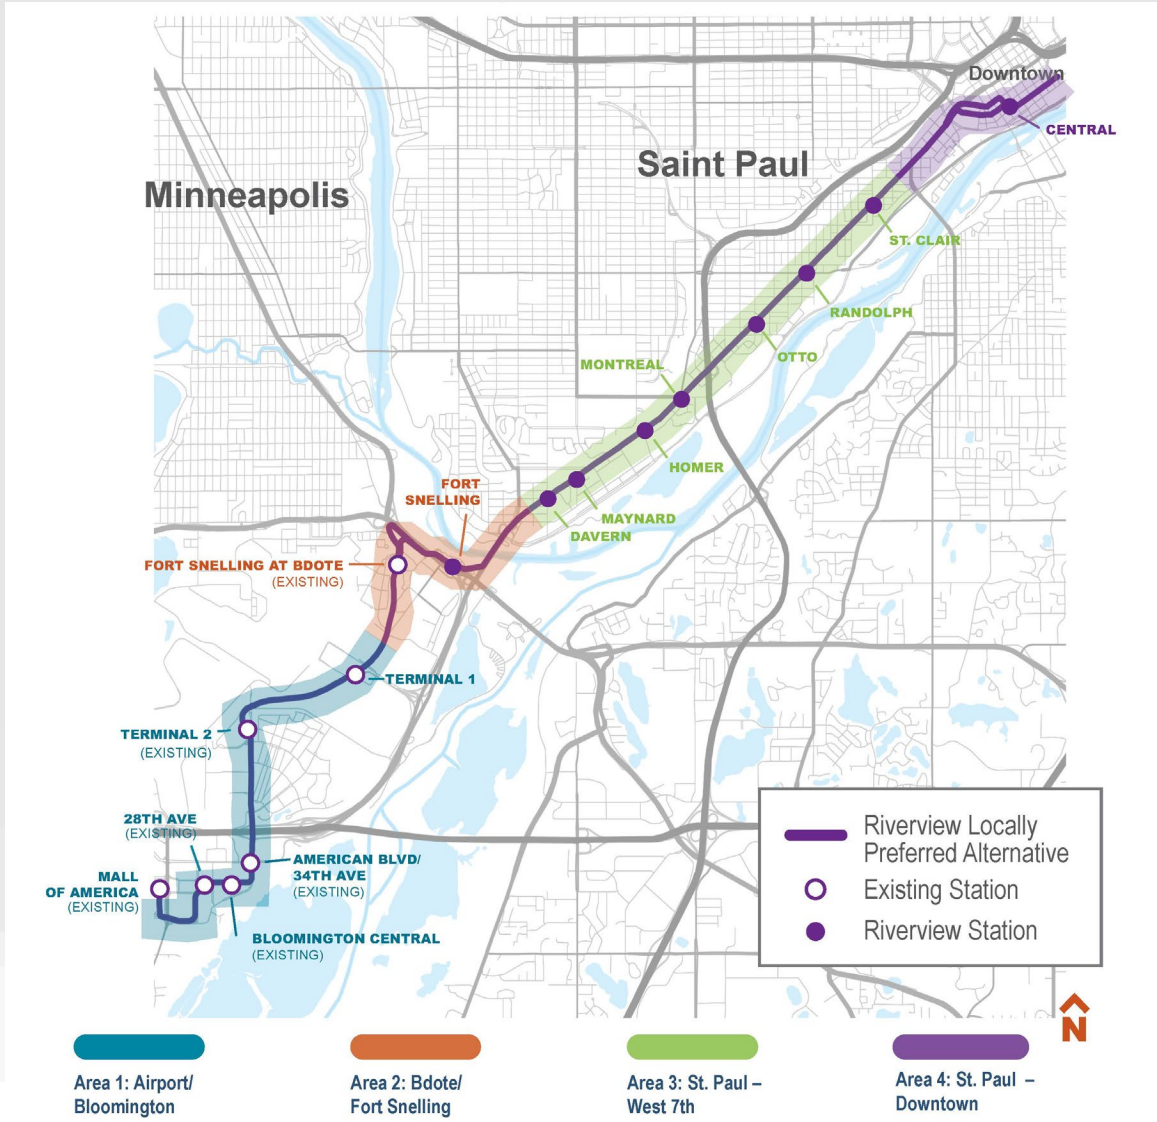 Downtown
CENTRAL
Saint Paul
Minneapolis
ST. CLAIR
RANDOLPH
OTTO
MONTREAL
HOMER
FORT
SNELLING
MAYNARD
DAVERN
FORT SNELLING AT BDOTE
(EXISTING)
TERMINAL 1
TERMINAL 2
(EXISTING)
28TH AVE
(EXISTING)
AMERICAN BLVD/
34TH AVE
(EXISTING)
MALL
OF AMERICA
(EXISTING)
BLOOMINGTON CENTRAL
(EXISTING)
Riverview Locally
Preferred Alternative
Existing Station
Riverview Station
N
Area 1: Airport/
Bloomington
Area 2: Bdote/
Fort Snelling
Area 3: St. Paul –
West 7th
Area 4: St. Paul –
Downtown